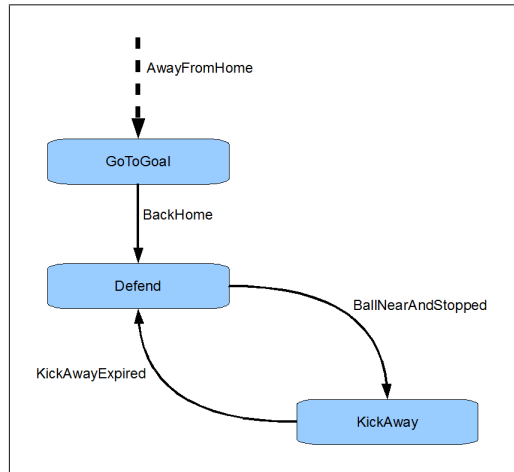 AwayFromHome
GoToGoal
BackHome
Defend
BallNearAndStopped
KickAwayExpired
KickAway